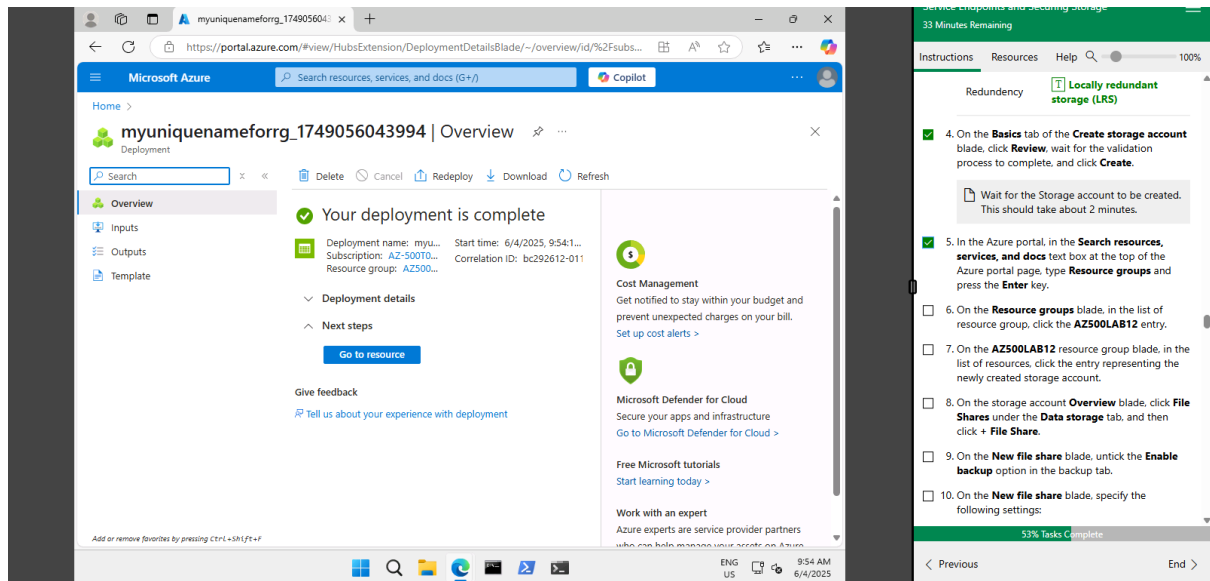 myuniquenameforrg_1749056043
https://portal.azure.com/#view/HubsExtension/DeploymentDetailsBlade/~/overview/id/%2Fsubs...
Microsoft Azure
Search resources, services, and docs (G+/)
Copilot
Home >
myuniquenameforrg_1749056043994 | Overview
Deployment
Search
Overview
Inputs
Outputs
Template
Add or remove favorites by pressing Ctrl+Shift+F
Delete
Cancel
Redeploy
Download
Refresh
Your deployment is complete
Deployment name: myu...
Subscription: AZ-500T0...
Resource group: AZ500...
Start time: 6/4/2025, 9:54:1...
Correlation ID: bc292612-011
Deployment details
Next steps
Go to resource
Give feedback
Tell us about your experience with deployment
Cost Management
Get notified to stay within your budget and
prevent unexpected charges on your bill.
Set up cost alerts >
Microsoft Defender for Cloud
Secure your apps and infrastructure
Go to Microsoft Defender for Cloud >
Free Microsoft tutorials
Start learning today >
Work with an expert
Azure experts are service provider partners
who can help manage your assets on Azure
ENG
US
9:54 AM
6/4/2025
Service Endpoints and Securing Storage
33 Minutes Remaining
Instructions
Resources
Help
100%
Redundancy
T Locally redundant
storage (LRS)
4. On the Basics tab of the Create storage account
blade, click Review, wait for the validation
process to complete, and click Create.
Wait for the Storage account to be created.
This should take about 2 minutes.
5. In the Azure portal, in the Search resources,
services, and docs text box at the top of the
Azure portal page, type Resource groups and
press the Enter key.
6. On the Resource groups blade, in the list of
resource group, click the AZ500LAB12 entry.
7. On the AZ500LAB12 resource group blade, in the
list of resources, click the entry representing the
newly created storage account.
8. On the storage account Overview blade, click File
Shares under the Data storage tab, and then
click + File Share.
9. On the New file share blade, untick the Enable
backup option in the backup tab.
10. On the New file share blade, specify the
following settings:
53% Tasks Complete
< Previous
End >